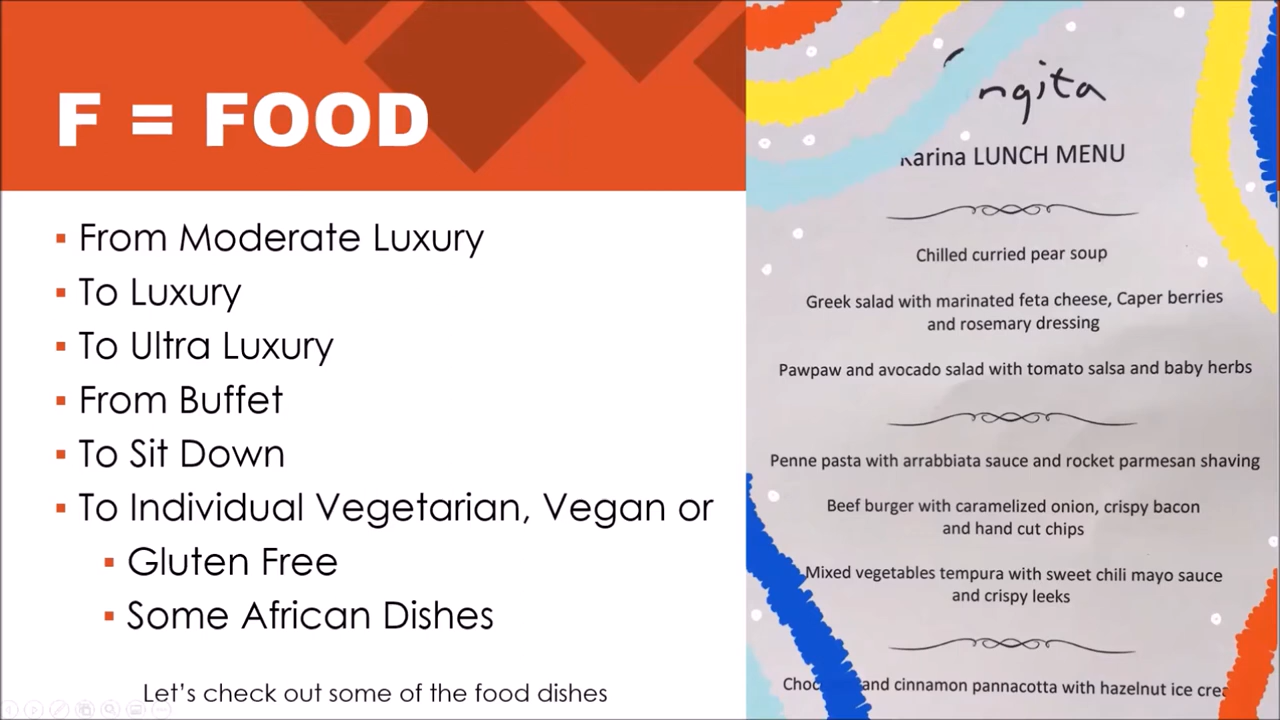 F = FOOD
From Moderate Luxury
To Luxury
To Ultra Luxury
From Buffet
To Sit Down
To Individual Vegetarian, Vegan or
Gluten Free
Some African Dishes
Let's check out some of the food dishes
LUNCH MENU
Chilled curried pear soup
Greek salad with marinated feta cheese, Caper berries
and rosemary dressing
Pawpaw and avocado salad with tomato salsa and baby herbs
Penne pasta with arrabbiata sauce and rocket parmesan shaving
Beef burger with caramelized onion, crispy bacon
and hand cut chips
Mixed vegetables tempura with sweet chili mayo sauce
and crispy leeks
and cinnamon pannacotta with hazelnut ice